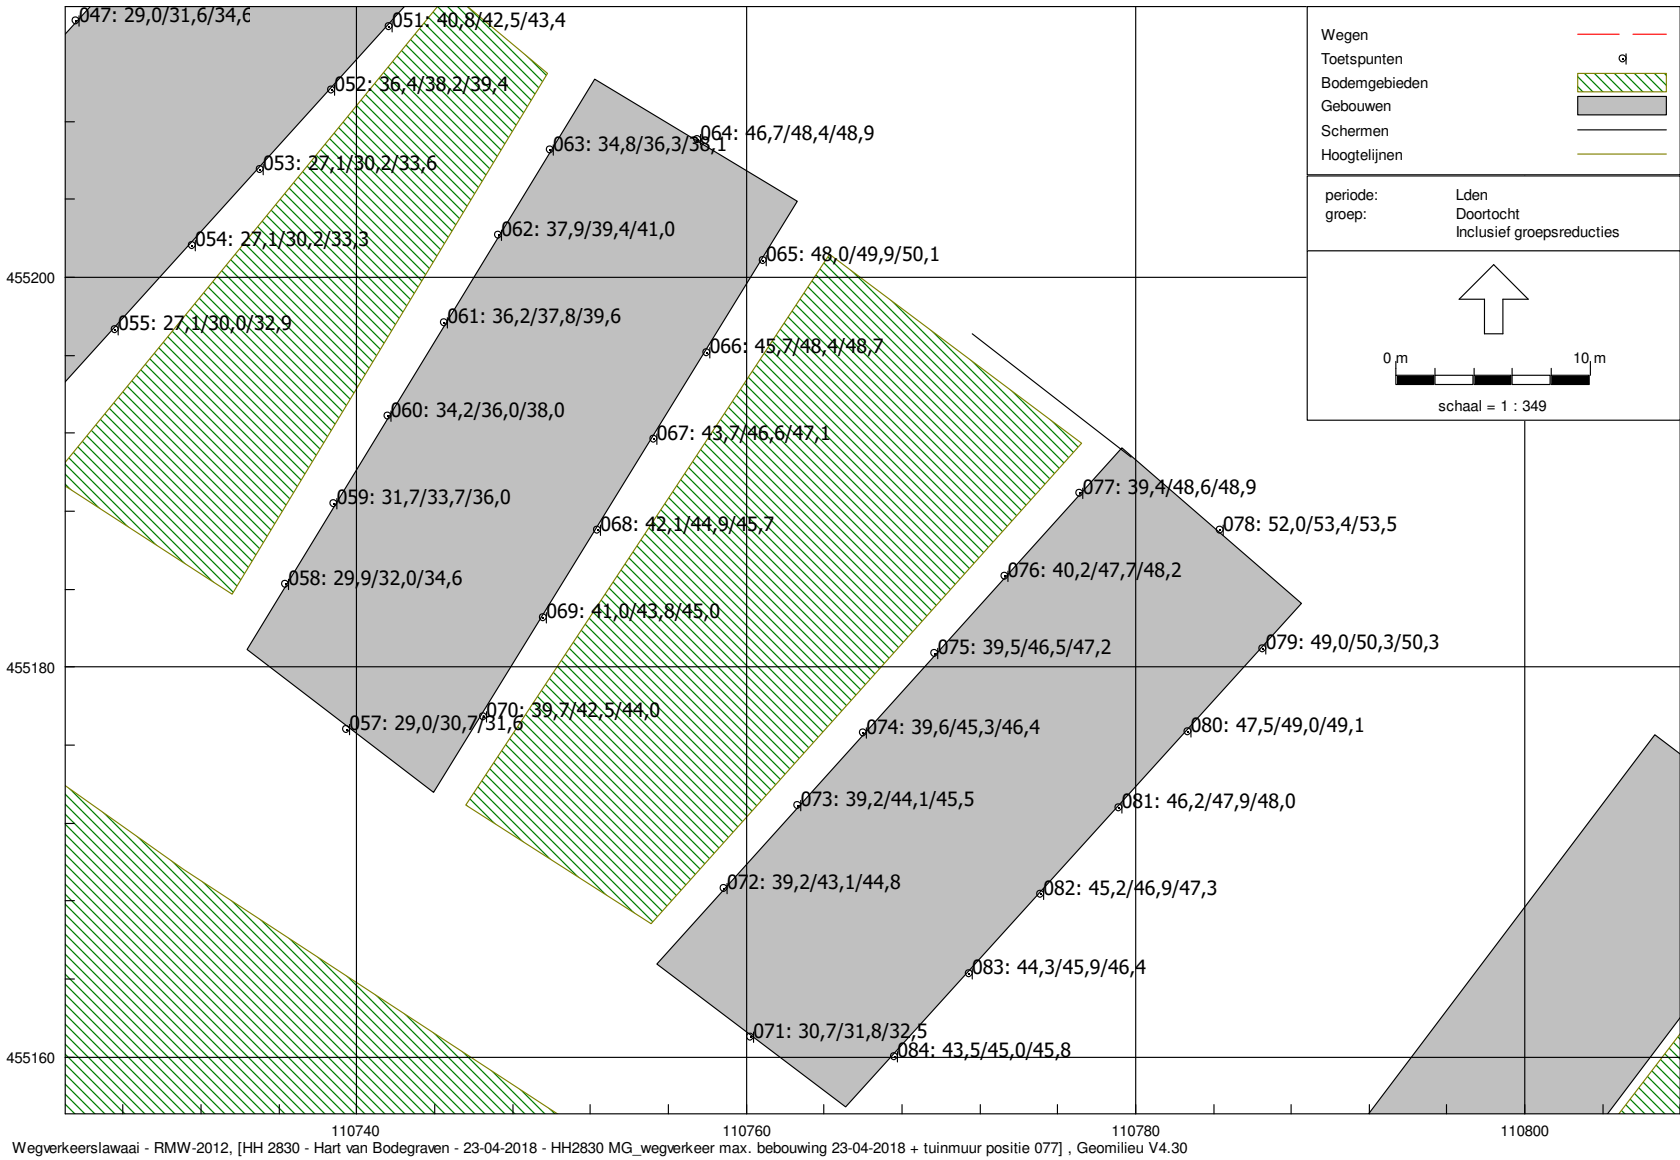 047: 29,0/31,6/34,6
051: 40,8/42,5/43,4
052: 36,4/38,2/39,4
053: 27,1/30,2/33,6
054: 27,1/30,2/33,3
055: 27,1/30,0/32,9
063: 34,8/36,3/38,1
064: 46,7/48,4/48,9
062: 37,9/39,4/41,0
065: 48,0/49,9/50,1
061: 36,2/37,8/39,6
066: 45,7/48,4/48,7
060: 34,2/36,0/38,0
067: 43,7/46,6/47,1
059: 31,7/33,7/36,0
068: 42,1/44,9/45,7
058: 29,9/32,0/34,6
069: 41,0/43,8/45,0
057: 29,0/30,7/31,6
070: 39,7/42,5/44,0
077: 39,4/48,6/48,9
078: 52,0/53,4/53,5
076: 40,2/47,7/48,2
075: 39,5/46,5/47,2
079: 49,0/50,3/50,3
074: 39,6/45,3/46,4
080: 47,5/49,0/49,1
073: 39,2/44,1/45,5
081: 46,2/47,9/48,0
072: 39,2/43,1/44,8
082: 45,2/46,9/47,3
083: 44,3/45,9/46,4
071: 30,7/31,8/32,5
084: 43,5/45,0/45,8
Wegen
Toetspunten
Bodemgebieden
Gebouwen
Schermen
Hoogtelijnen
periode: Lden
groep: Doortocht
Inclusief groepsreducties
0 m 10 m
schaal = 1 : 349
455200
455180
455160
110740 110760 110780 110800
Wegverkeerslawaai - RMW-2012, [HH 2830 - Hart van Bodegraven - 23-04-2018 - HH2830 MG_wegverkeer max. bebouwing 23-04-2018 + tuinmuur positie 077] , Geomilieu V4.30